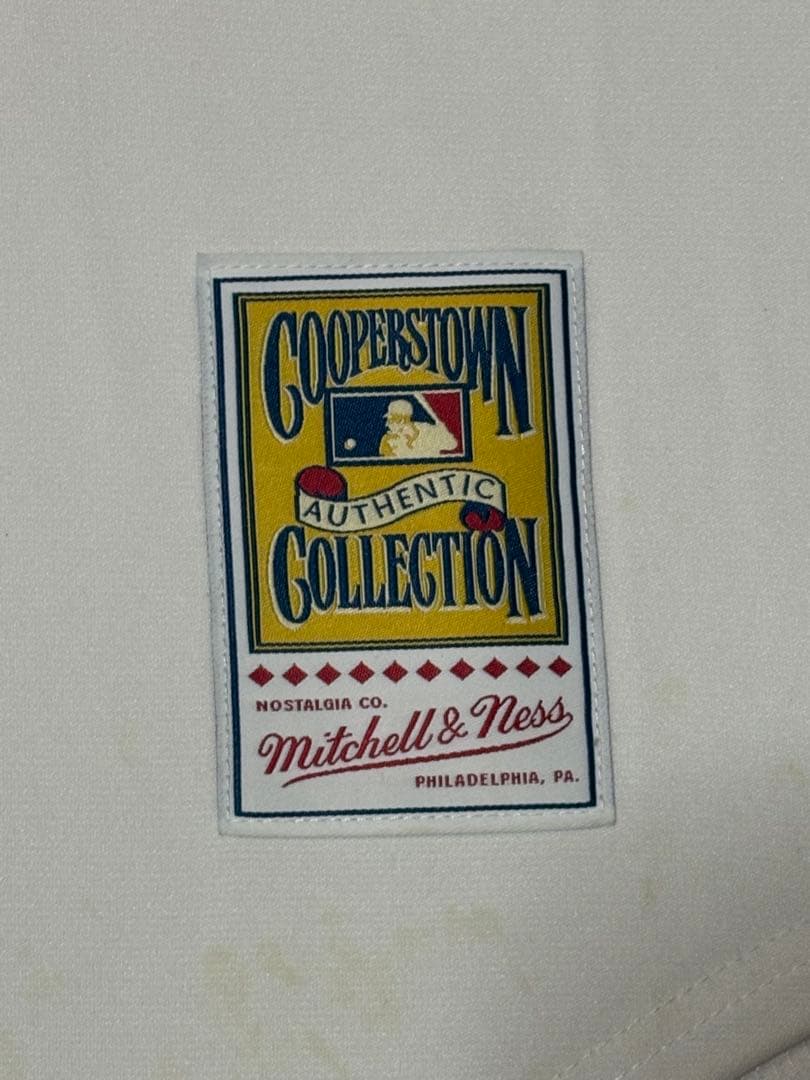 COOPERSTOWN
AUTHENTIC
COLLECTION
NOSTALGIA CO.
Mitchell & Ness
PHILADELPHIA, PA.